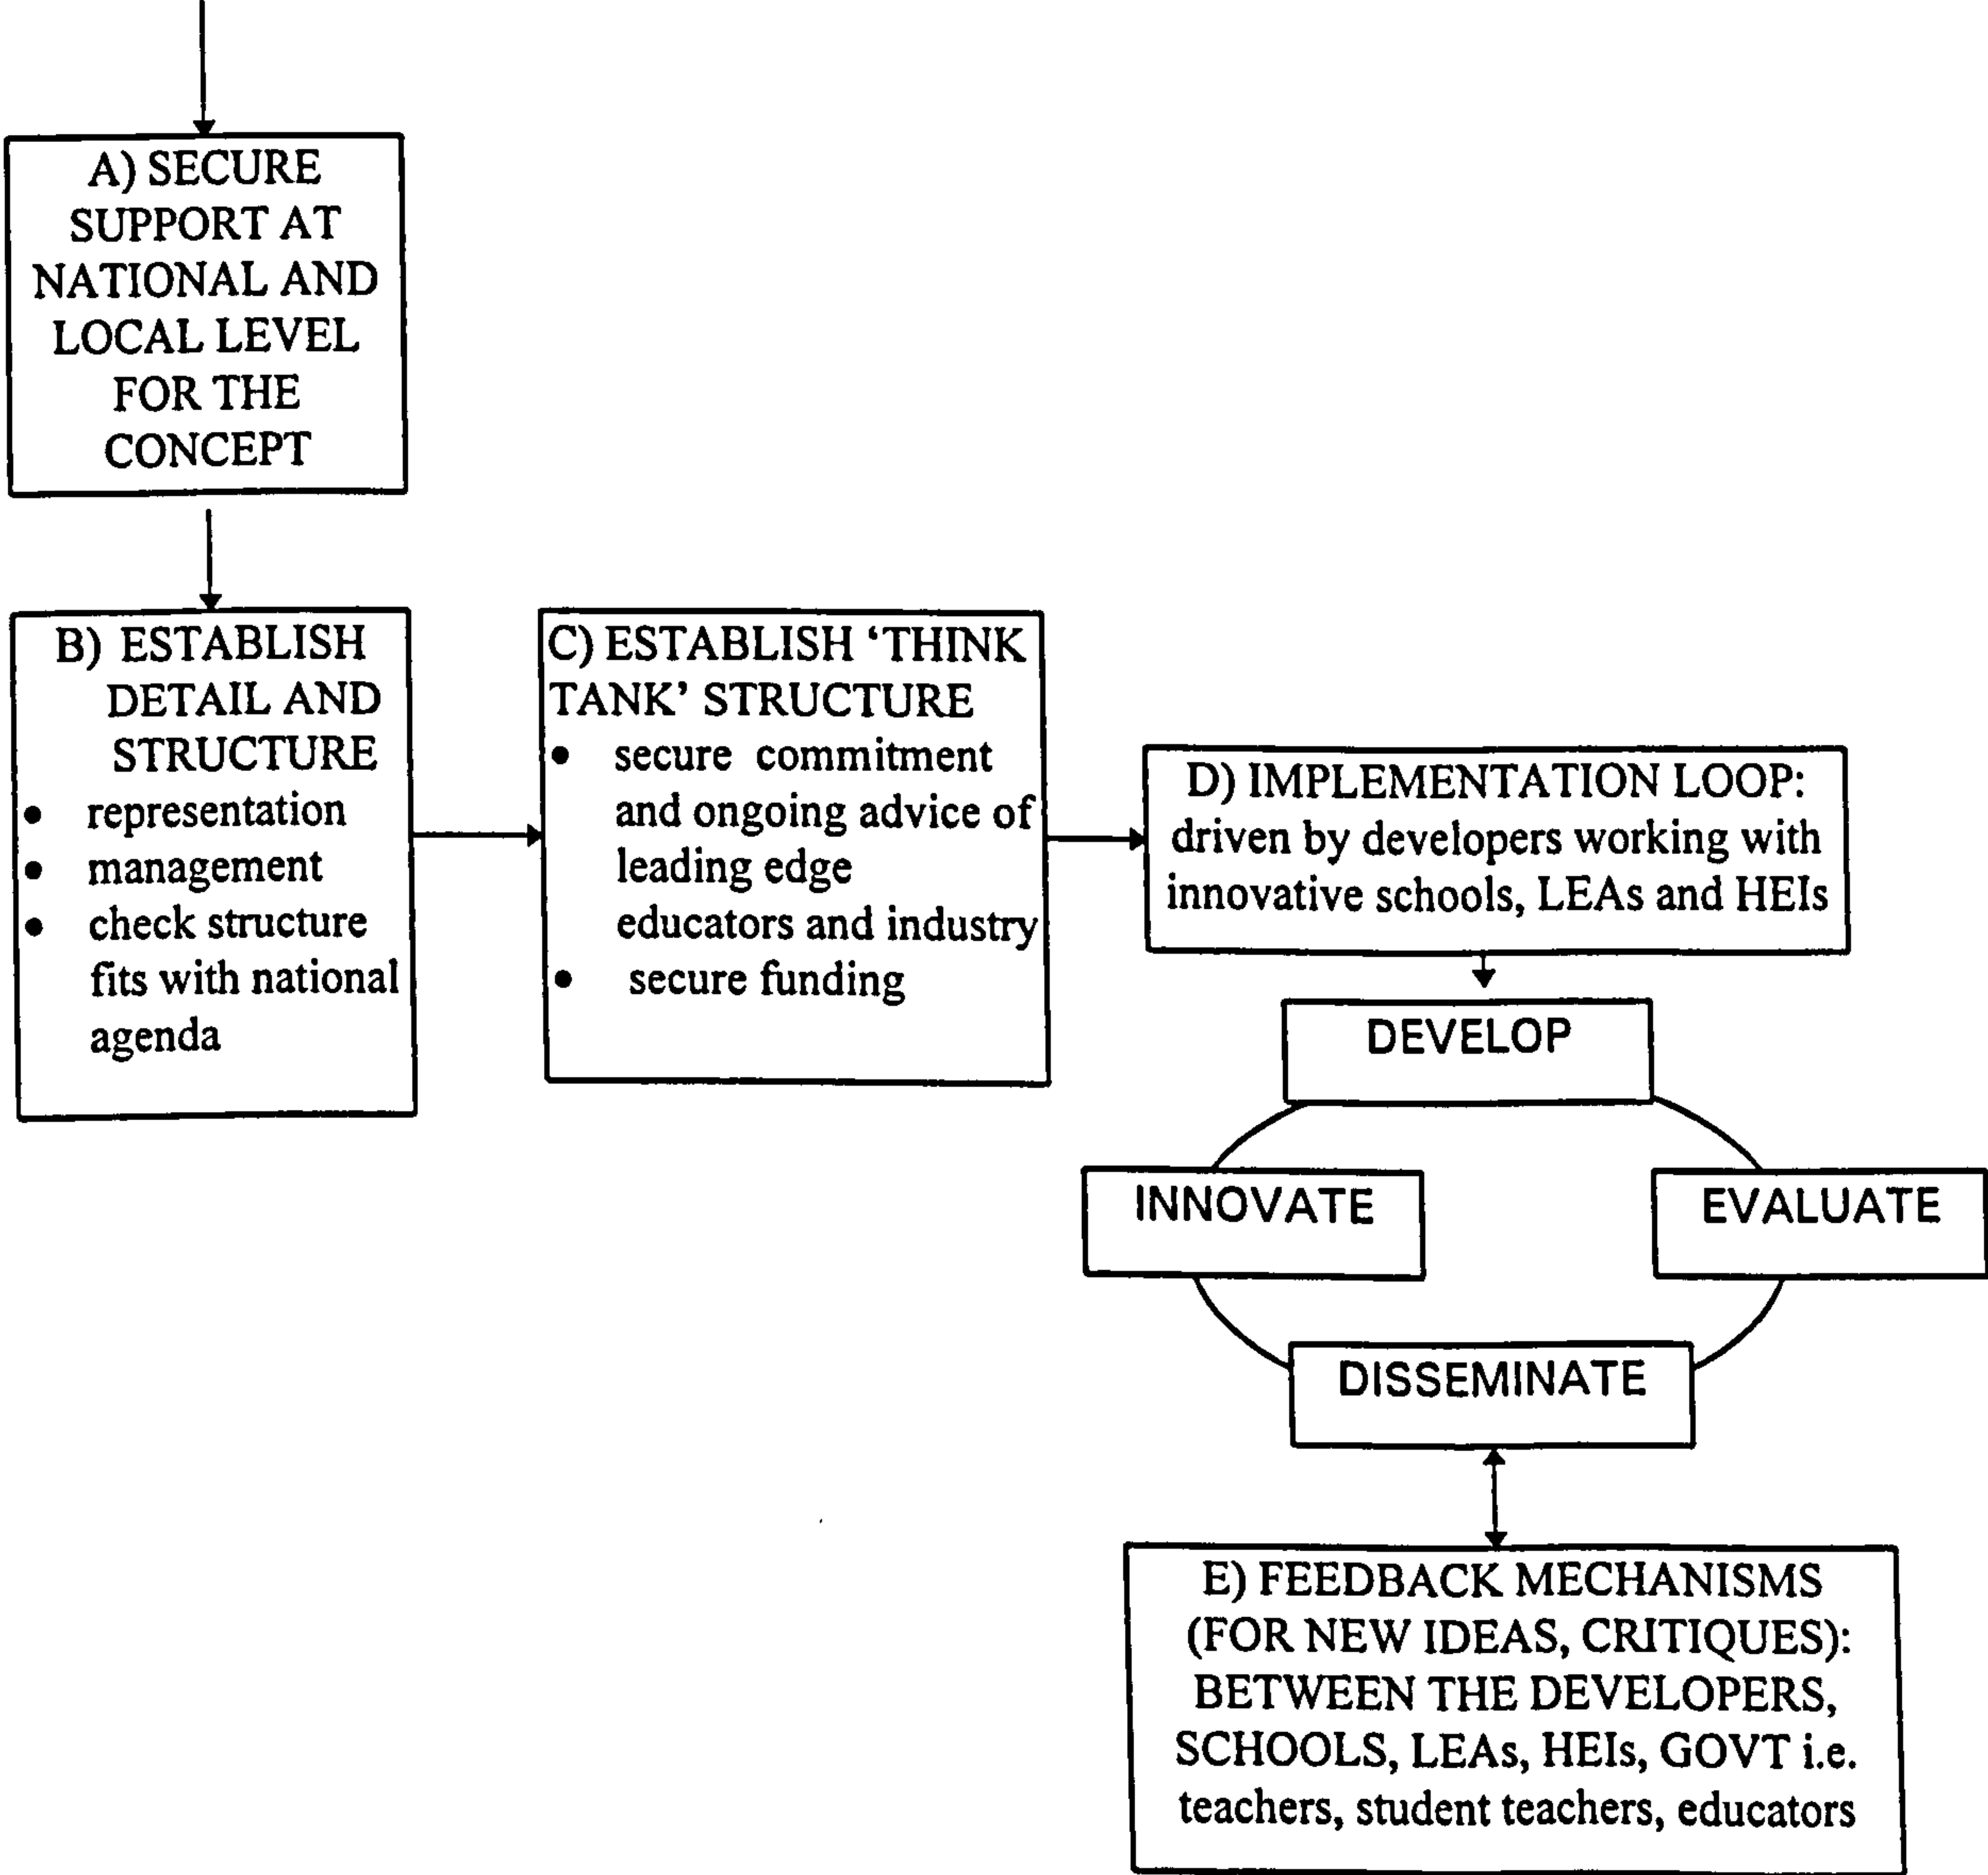 A) SECURE
SUPPORT AT
NATIONAL AND
LOCAL LEVEL
FOR THE
CONCEPT
B) ESTABLISH
DETAIL AND
STRUCTURE
• representation
• management
• check structure
fits with national
agenda
C) ESTABLISH ‘THINK
TANK’ STRUCTURE
• secure commitment
and ongoing advice of
leading edge
educators and industry
• secure funding
D) IMPLEMENTATION LOOP:
driven by developers working with
innovative schools, LEAs and HEIs
DEVELOP
INNOVATE
EVALUATE
DISSEMINATE
E) FEEDBACK MECHANISMS
(FOR NEW IDEAS, CRITIQUES):
BETWEEN THE DEVELOPERS,
SCHOOLS, LEAs, HEIs, GOVT i.e.
teachers, student teachers, educators